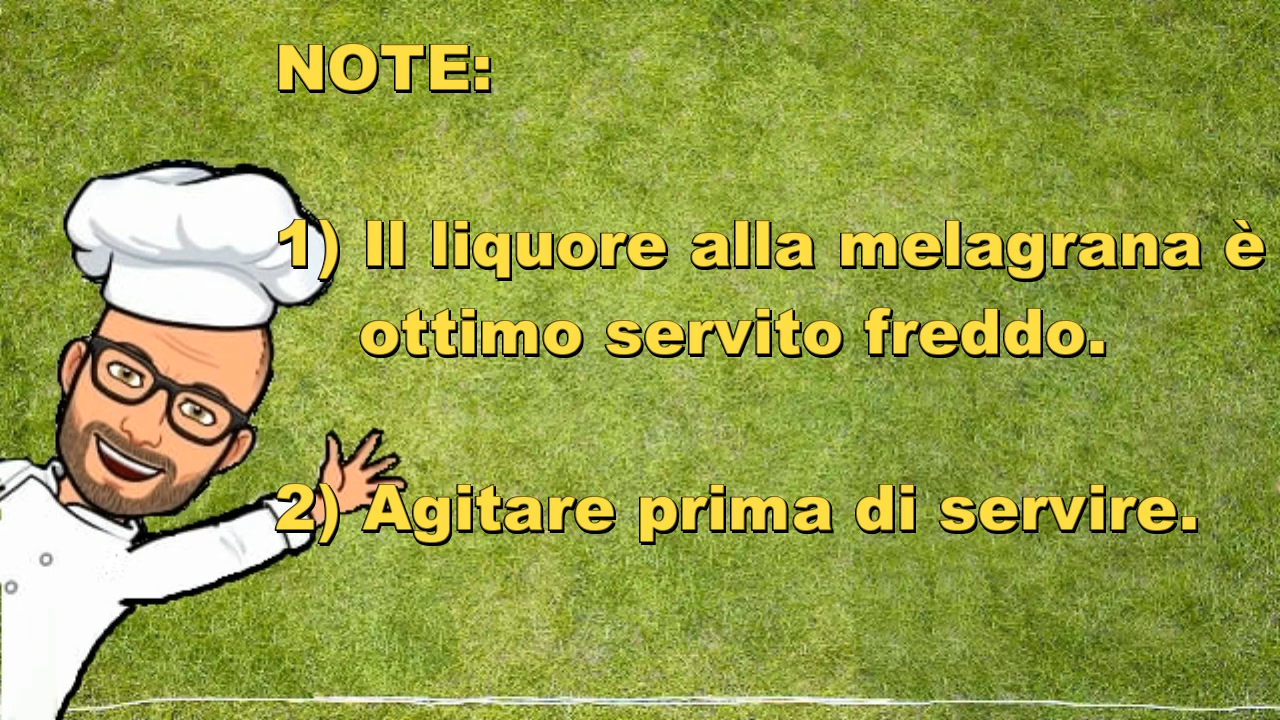 NOTE:
1) Il liquore alla melagrana è
ottimo servito freddo.
2) Agitare prima di servire.